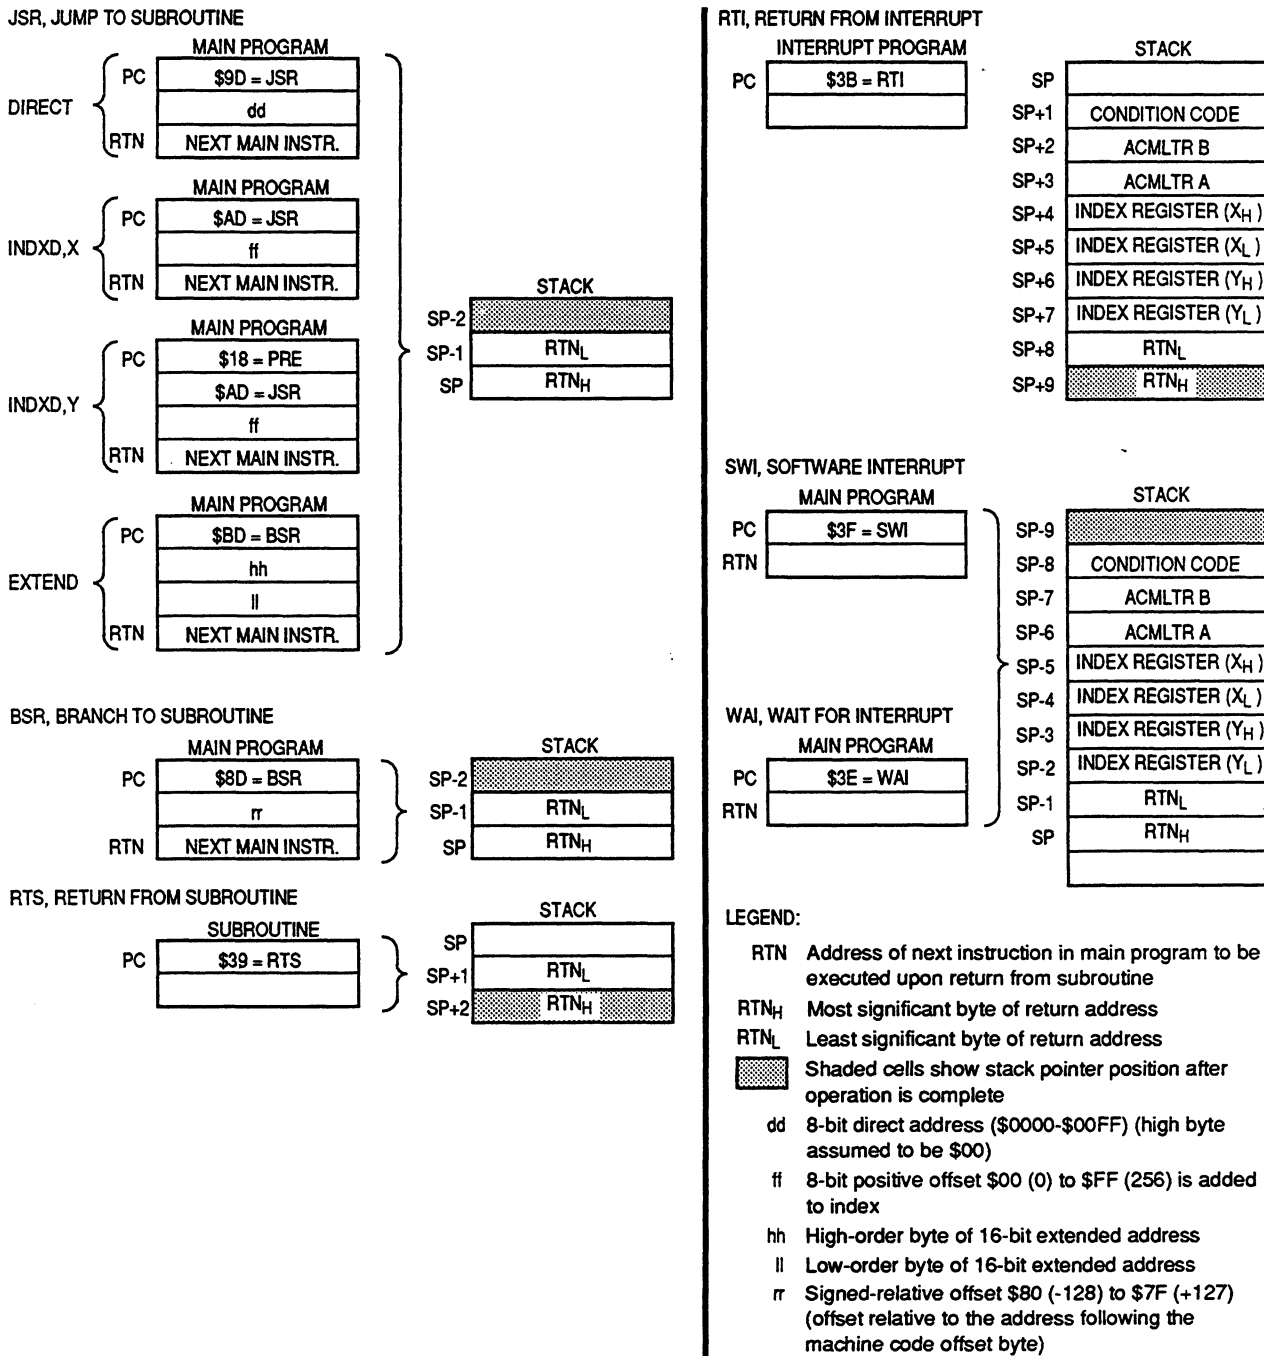 JSR, JUMP TO SUBROUTINE
MAIN PROGRAM
DIRECT
PC $9D = JSR
dd
RTN NEXT MAIN INSTR.
MAIN PROGRAM
INDXD,X
PC $AD = JSR
ff
RTN NEXT MAIN INSTR.
MAIN PROGRAM
INDXD,Y
PC $18 = PRE
$AD = JSR
ff
RTN NEXT MAIN INSTR.
MAIN PROGRAM
EXTEND
PC $BD = BSR
hh
ll
RTN NEXT MAIN INSTR.
STACK
SP-2
SP-1 RTNL
SP RTNH
BSR, BRANCH TO SUBROUTINE
MAIN PROGRAM
PC $8D = BSR
rr
RTN NEXT MAIN INSTR.
STACK
SP-2
SP-1 RTNL
SP RTNH
RTS, RETURN FROM SUBROUTINE
SUBROUTINE
PC $39 = RTS
STACK
SP
SP+1 RTNL
SP+2 RTNH
RTI, RETURN FROM INTERRUPT
INTERRUPT PROGRAM
PC $3B = RTI
STACK
SP
SP+1 CONDITION CODE
SP+2 ACMLTR B
SP+3 ACMLTR A
SP+4 INDEX REGISTER (XH )
SP+5 INDEX REGISTER (XL )
SP+6 INDEX REGISTER (YH )
SP+7 INDEX REGISTER (YL )
SP+8 RTNL
SP+9 RTNH
SWI, SOFTWARE INTERRUPT
MAIN PROGRAM
PC $3F = SWI
RTN
WAI, WAIT FOR INTERRUPT
MAIN PROGRAM
PC $3E = WAI
RTN
STACK
SP-9
SP-8 CONDITION CODE
SP-7 ACMLTR B
SP-6 ACMLTR A
SP-5 INDEX REGISTER (XH )
SP-4 INDEX REGISTER (XL )
SP-3 INDEX REGISTER (YH )
SP-2 INDEX REGISTER (YL )
SP-1 RTNL
SP RTNH
LEGEND:
RTN Address of next instruction in main program to be
executed upon return from subroutine
RTNH Most significant byte of return address
RTNL Least significant byte of return address
Shaded cells show stack pointer position after
operation is complete
dd 8-bit direct address ($0000-$00FF) (high byte
assumed to be $00)
ff 8-bit positive offset $00 (0) to $FF (256) is added
to index
hh High-order byte of 16-bit extended address
ll Low-order byte of 16-bit extended address
rr Signed-relative offset $80 (-128) to $7F (+127)
(offset relative to the address following the
machine code offset byte)